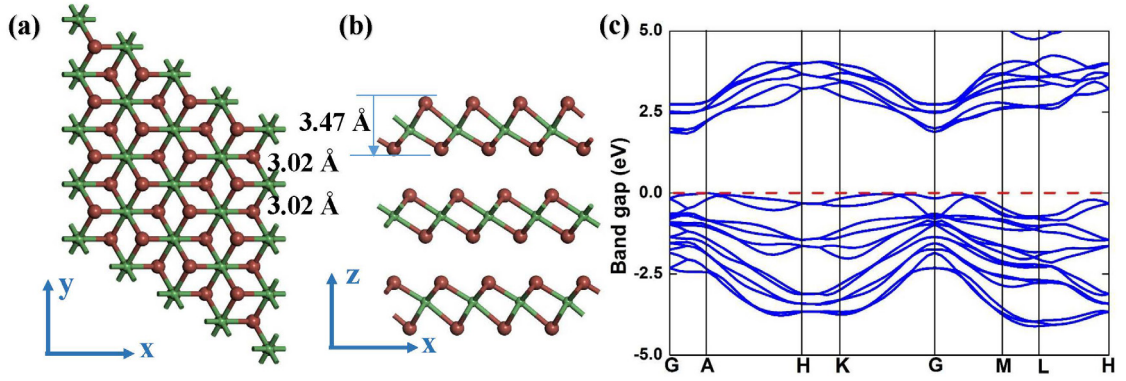 (a)
(b)
(c)
3.47 Å
3.02 Å
3.02 Å
y
x
z
x
Band gap (eV)
5.0
2.5
0.0
-2.5
-5.0
G A H K G M L H